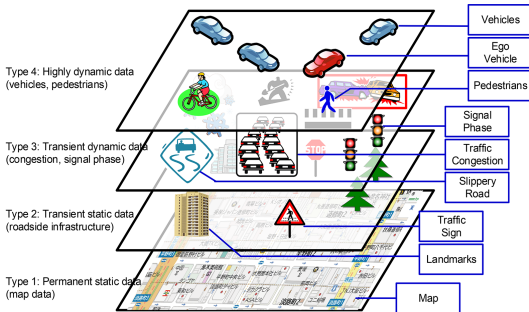 Vehicles
Ego
Vehicle
Pedestrians
Type 4: Highly dynamic data
(vehicles, pedestrians)
Signal
Phase
Type 3: Transient dynamic data
(congestion, signal phase)
STOP
Traffic
Congestion
Slippery
Road
Type 2: Transient static data
(roadside infrastructure)
Traffic
Sign
Landmarks
Type 1: Permanent static data
(map data)
Map